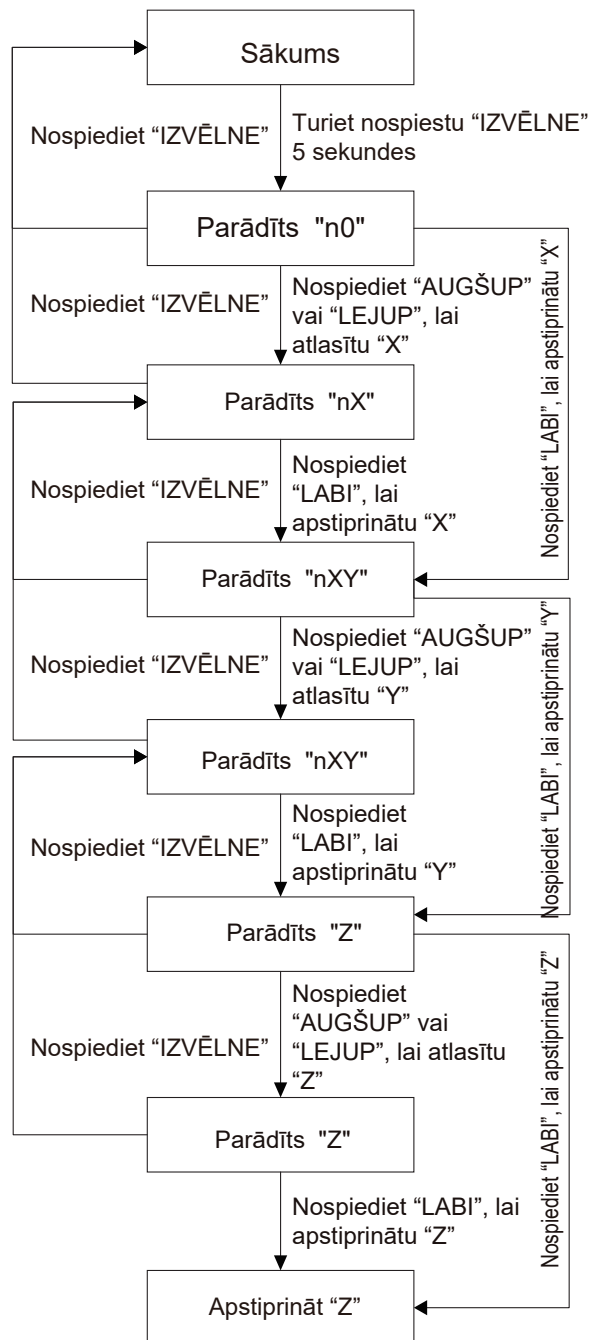 Sākums
Nospiediet “IZVĒLNE”
Turiet nospiestu “IZVĒLNE”
5 sekundes
Parādīts "n0"
Nospiediet “IZVĒLNE”
Nospiediet “AUGŠUP”
vai “LEJUP”, lai
atlasītu “X”
Nospiediet “LABI”, lai apstiprinātu “X”
Parādīts "nX"
Nospiediet “IZVĒLNE”
Nospiediet
“LABI”, lai
apstiprinātu “X”
Parādīts "nXY"
Nospiediet “IZVĒLNE”
Nospiediet “AUGŠUP”
vai “LEJUP”, lai
atlasītu “Y”
Nospiediet “LABI”, lai apstiprinātu “Y”
Parādīts "nXY"
Nospiediet “IZVĒLNE”
Nospiediet
“LABI”, lai
apstiprinātu “Y”
Parādīts "Z"
Nospiediet “IZVĒLNE”
Nospiediet
“AUGŠUP” vai
“LEJUP”, lai atlasītu
“Z”
Nospiediet “LABI”, lai apstiprinātu “Z”
Parādīts "Z"
Nospiediet “LABI”, lai
apstiprinātu “Z”
Apstiprināt “Z”